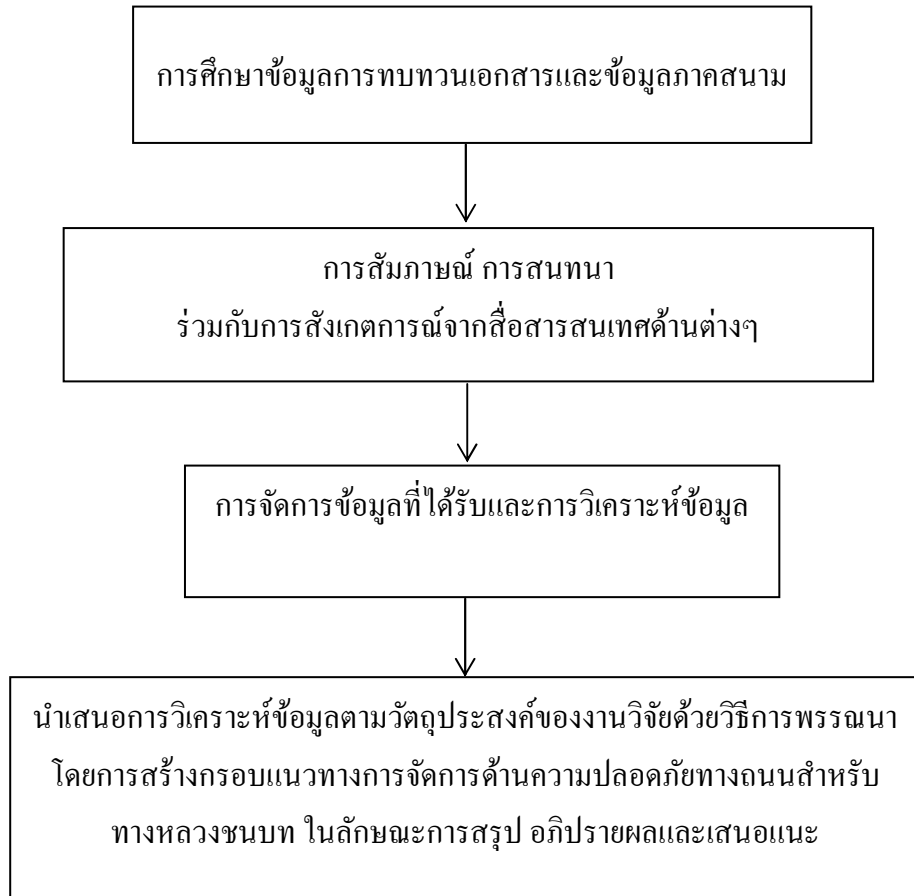 การศึกษาข้อมูลการทบทวนเอกสารและข้อมูลภาคสนาม
การสัมภาษณ์ การสนทนา
ร่วมกับการสังเกตการณ์จากสื่อสารสนเทศด้านต่างๆ
การจัดการข้อมูลที่ได้รับและการวิเคราะห์ข้อมูล
นำเสนอการวิเคราะห์ข้อมูลตามวัตถุประสงค์ของงานวิจัยด้วยวิธีการพรรณนา
โดยการสร้างกรอบแนวทางการจัดการด้านความปลอดภัยทางถนนสำหรับ
ทางหลวงชนบท ในลักษณะการสรุป อภิปรายผลและเสนอแนะ